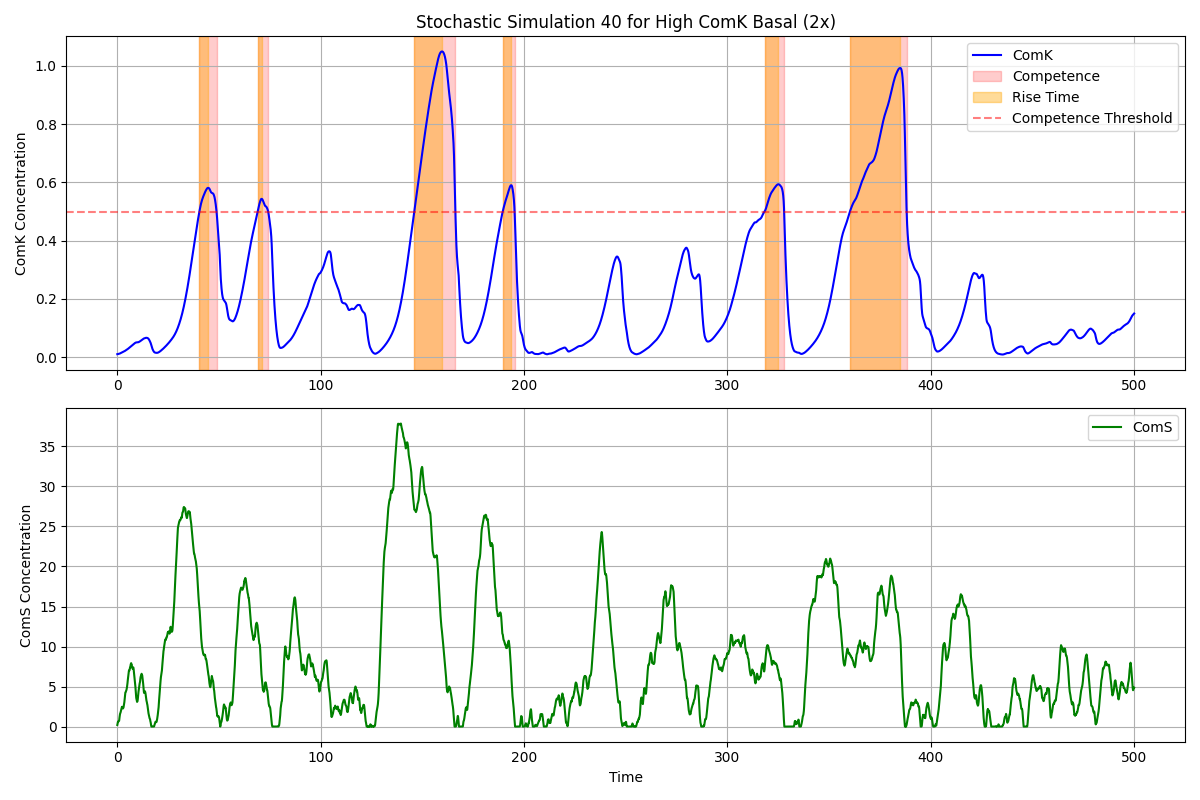 Stochastic Simulation 40 for High ComK Basal (2x)
ComK Concentration
1.0
0.8
0.6
0.4
0.2
0.0
ComK
Competence
Rise Time
Competence Threshold
0 100 200 300 400 500
ComS Concentration
35
30
25
20
15
10
5
0
ComS
0 100 200 300 400 500
Time